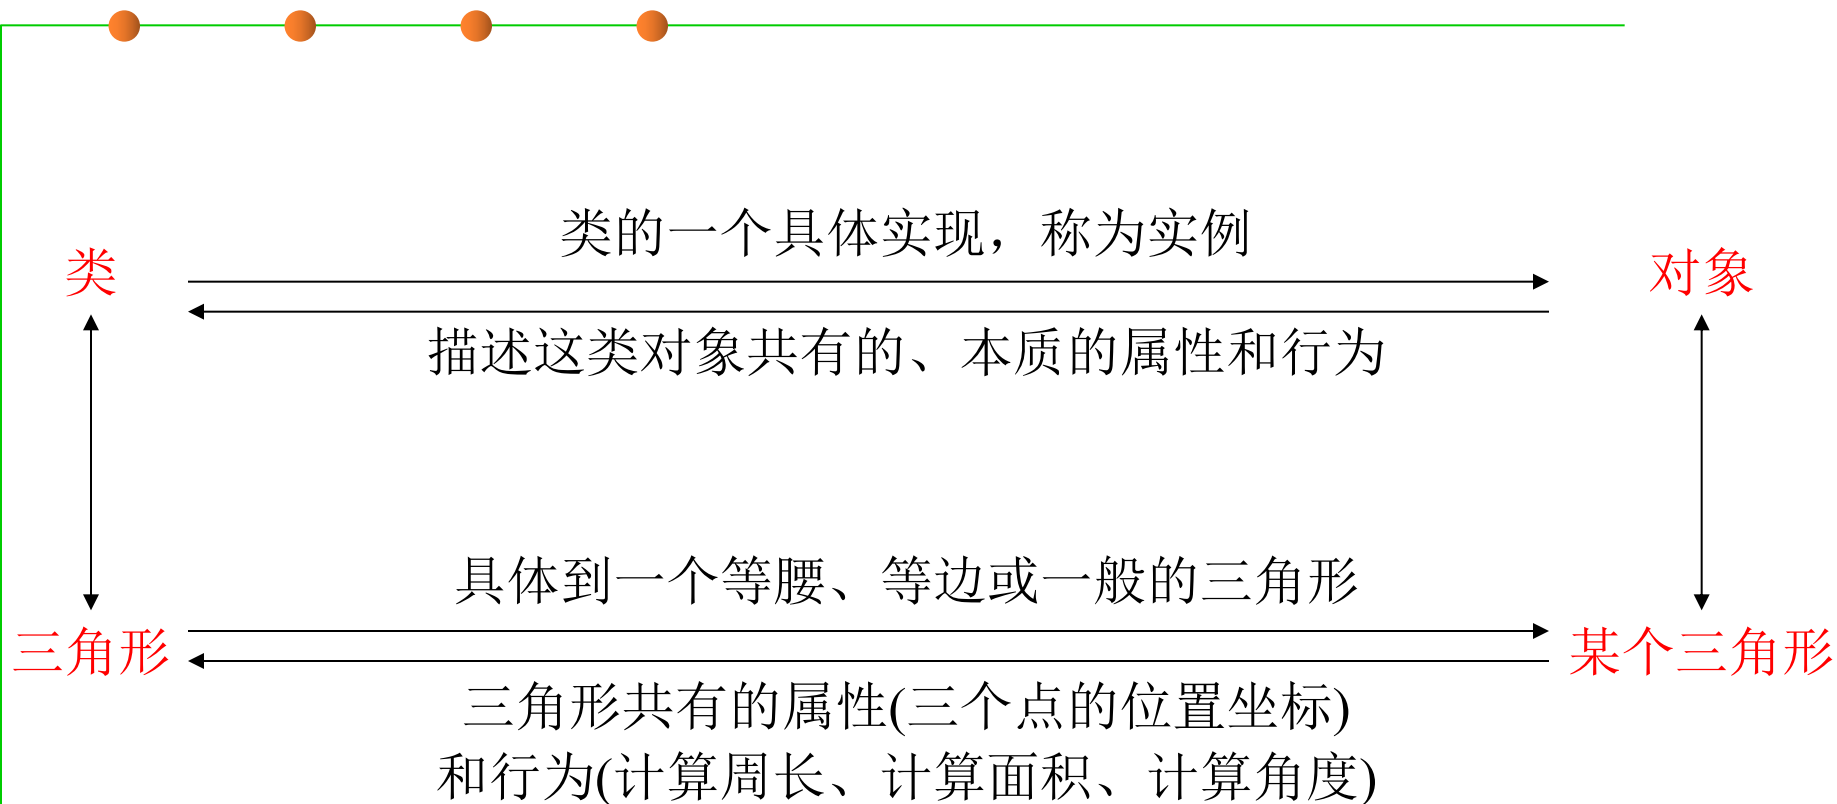 类的一个具体实现，称为实例
类
对象
描述这类对象共有的、本质的属性和行为
具体到一个等腰、等边或一般的三角形
三角形
某个三角形
三角形共有的属性(三个点的位置坐标)
和行为(计算周长、计算面积、计算角度)